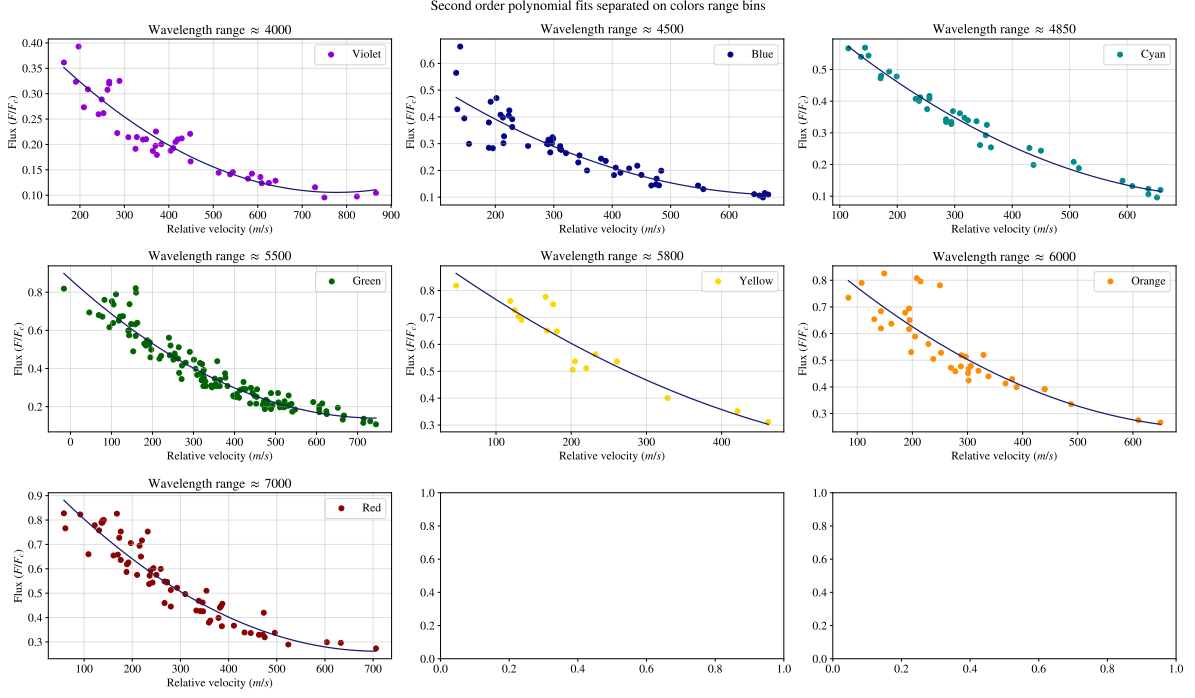 Second order polynomial fits separated on colors range bins
Wavelength range ≈ 4000
Violet
Flux (F/F_c)
0.40
0.35
0.30
0.25
0.20
0.15
0.10
200 300 400 500 600 700 800 900
Relative velocity (m/s)
Wavelength range ≈ 4500
Blue
Flux (F/F_c)
0.6
0.5
0.4
0.3
0.2
0.1
200 300 400 500 600
Relative velocity (m/s)
Wavelength range ≈ 4850
Cyan
Flux (F/F_c)
0.5
0.4
0.3
0.2
0.1
100 200 300 400 500 600
Relative velocity (m/s)
Wavelength range ≈ 5500
Green
Flux (F/F_c)
0.8
0.6
0.4
0.2
0 100 200 300 400 500 600 700
Relative velocity (m/s)
Wavelength range ≈ 5800
Yellow
Flux (F/F_c)
0.8
0.7
0.6
0.5
0.4
0.3
100 200 300 400
Relative velocity (m/s)
Wavelength range ≈ 6000
Orange
Flux (F/F_c)
0.8
0.7
0.6
0.5
0.4
0.3
100 200 300 400 500 600
Relative velocity (m/s)
Wavelength range ≈ 7000
Red
Flux (F/F_c)
0.9
0.8
0.7
0.6
0.5
0.4
0.3
100 200 300 400 500 600 700
Relative velocity (m/s)
1.0
0.8
0.6
0.4
0.2
0.0
0.0 0.2 0.4 0.6 0.8 1.0
1.0
0.8
0.6
0.4
0.2
0.0
0.0 0.2 0.4 0.6 0.8 1.0